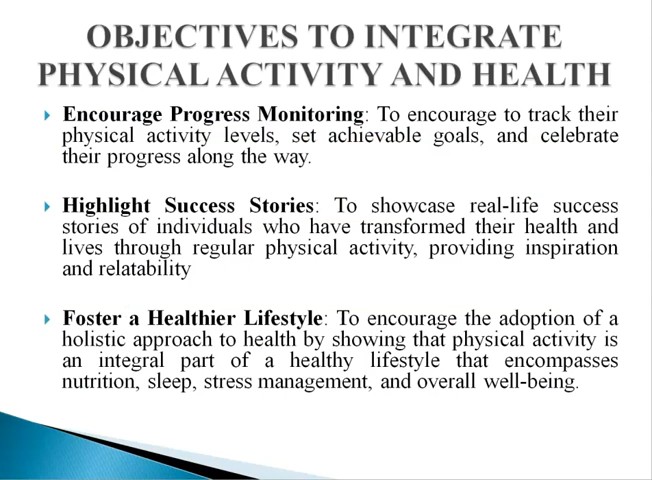 OBJECTIVES TO INTEGRATE
PHYSICAL ACTIVITY AND HEALTH
Encourage Progress Monitoring: To encourage to track their
physical activity levels, set achievable goals, and celebrate
their progress along the way.
Highlight Success Stories: To showcase real-life success
stories of individuals who have transformed their health and
lives through regular physical activity, providing inspiration
and relatability
Foster a Healthier Lifestyle: To encourage the adoption of a
holistic approach to health by showing that physical activity is
an integral part of a healthy lifestyle that encompasses
nutrition, sleep, stress management, and overall well-being.